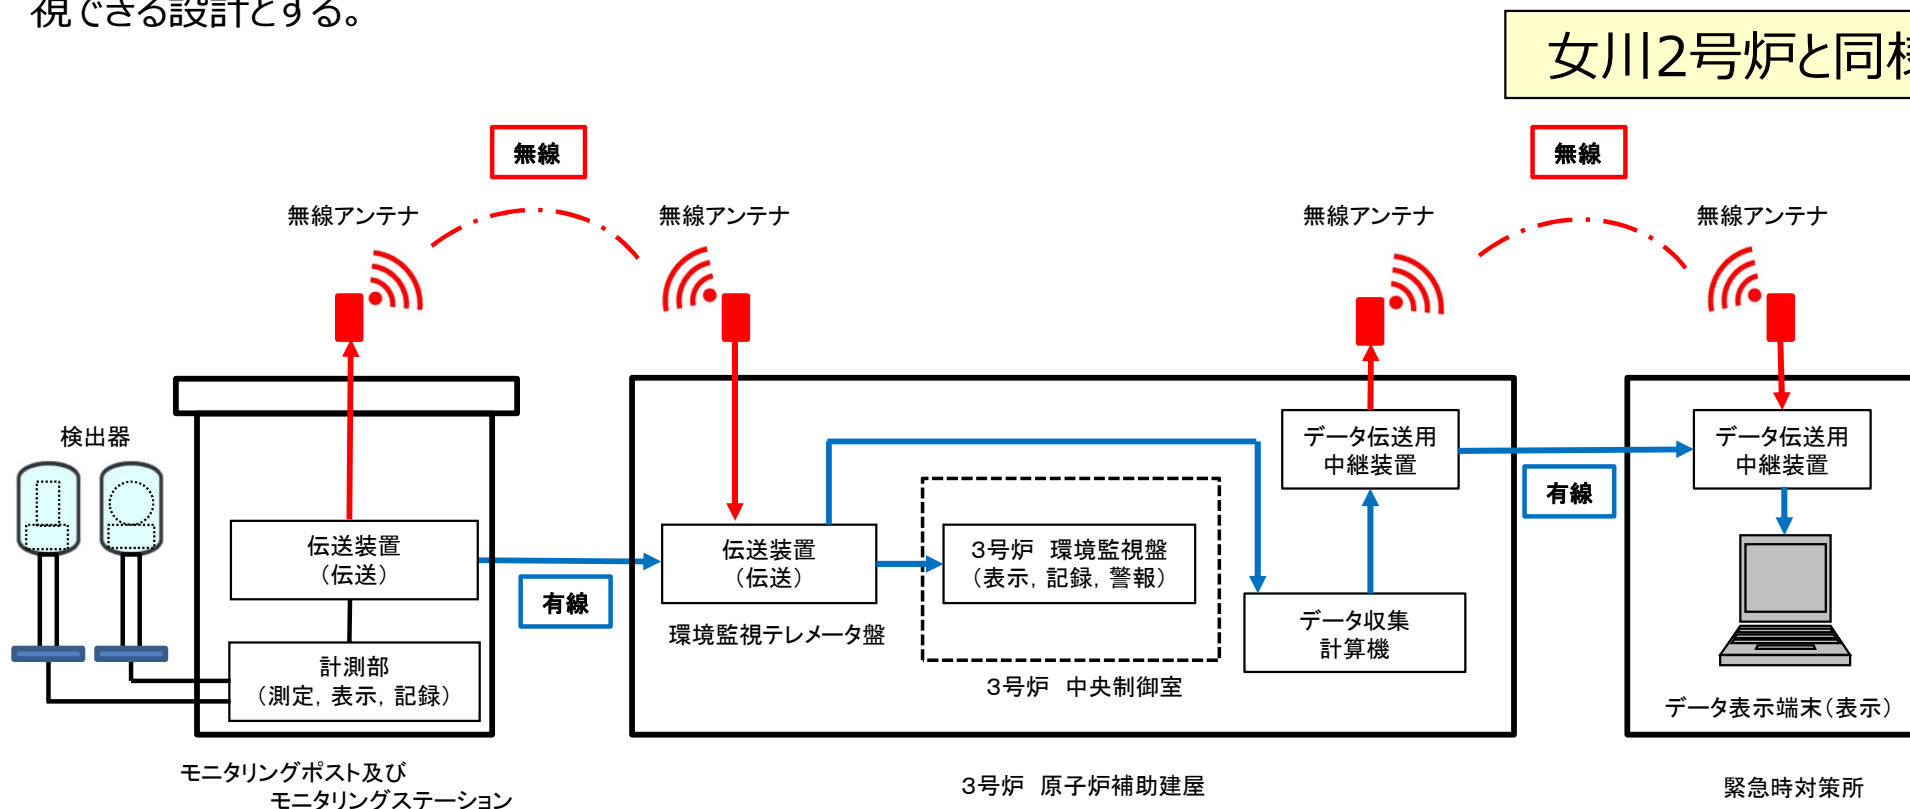 視できる設計とする。
女川2号炉と同
無線
無線
無線アンテナ
無線アンテナ
無線アンテナ
無線アンテナ
検出器
伝送装置
（伝送）
計測部
（測定，表示，記録）
有線
伝送装置
（伝送）
環境監視テレメータ盤
3号炉　環境監視盤
（表示，記録，警報）
3号炉　中央制御室
データ伝送用
中継装置
データ収集
計算機
有線
データ伝送用
中継装置
データ表示端末（表示）
モニタリングポスト及び
モニタリングステーション
3号炉　原子炉補助建屋
緊急時対策所